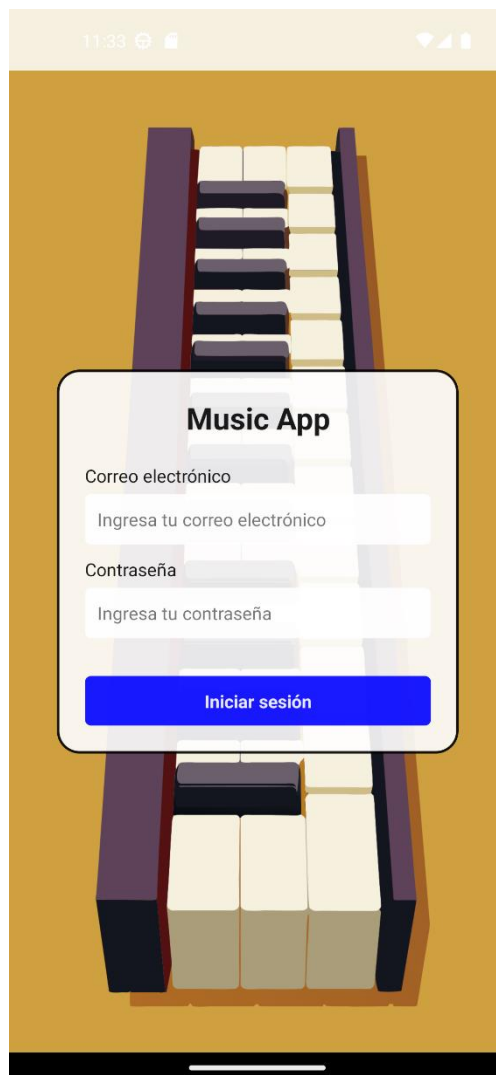 11:33
Music App
Correo electrónico
Ingresa tu correo electrónico
Contraseña
Ingresa tu contraseña
Iniciar sesión